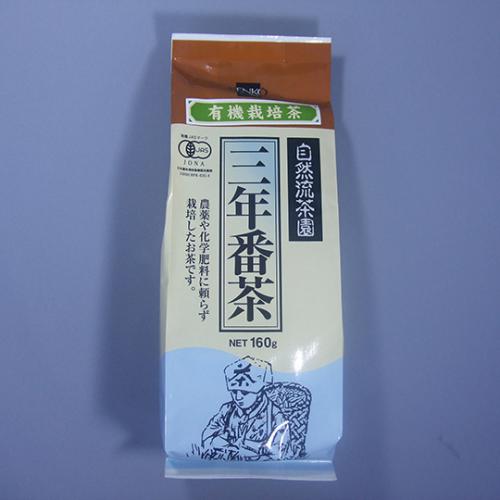 有機栽培茶
有機JASマーク
JAS
JONA
自然流茶園
三年番茶
農薬や化学肥料に頼らず
栽培したお茶です。
NET 160g
茶